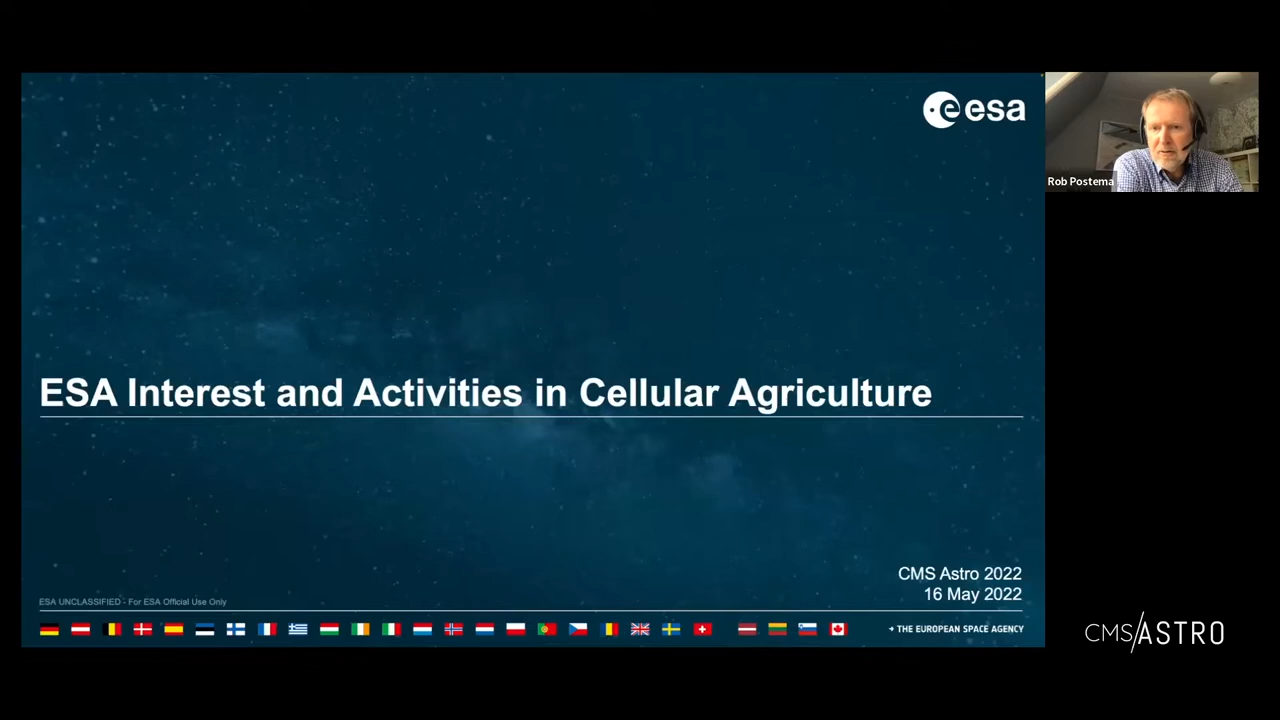 esa
Rob Postema
ESA Interest and Activities in Cellular Agriculture
CMS Astro 2022
16 May 2022
ESA UNCLASSIFIED - For ESA Official Use Only
→ THE EUROPEAN SPACE AGENCY
CMS/ASTRO